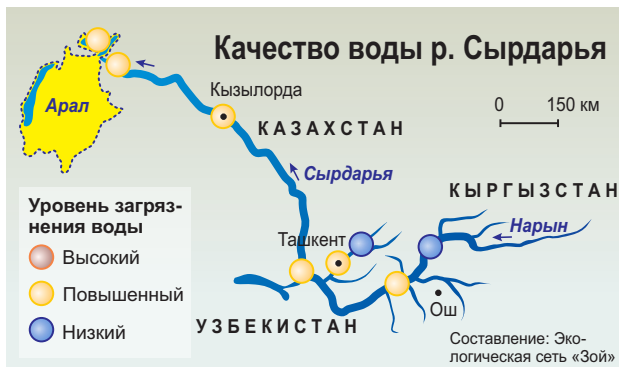 Качество воды р. Сырдарья
Арал
Кызылорда
0 150 км
КАЗАХСТАН
Сырдарья
КЫРГЫЗСТАН
Уровень загряз-
нения воды
Высокий
Повышенный
Низкий
Ташкент
Нарын
Ош
УЗБЕКИСТАН
Составление: Эко-
логическая сеть «Зой»